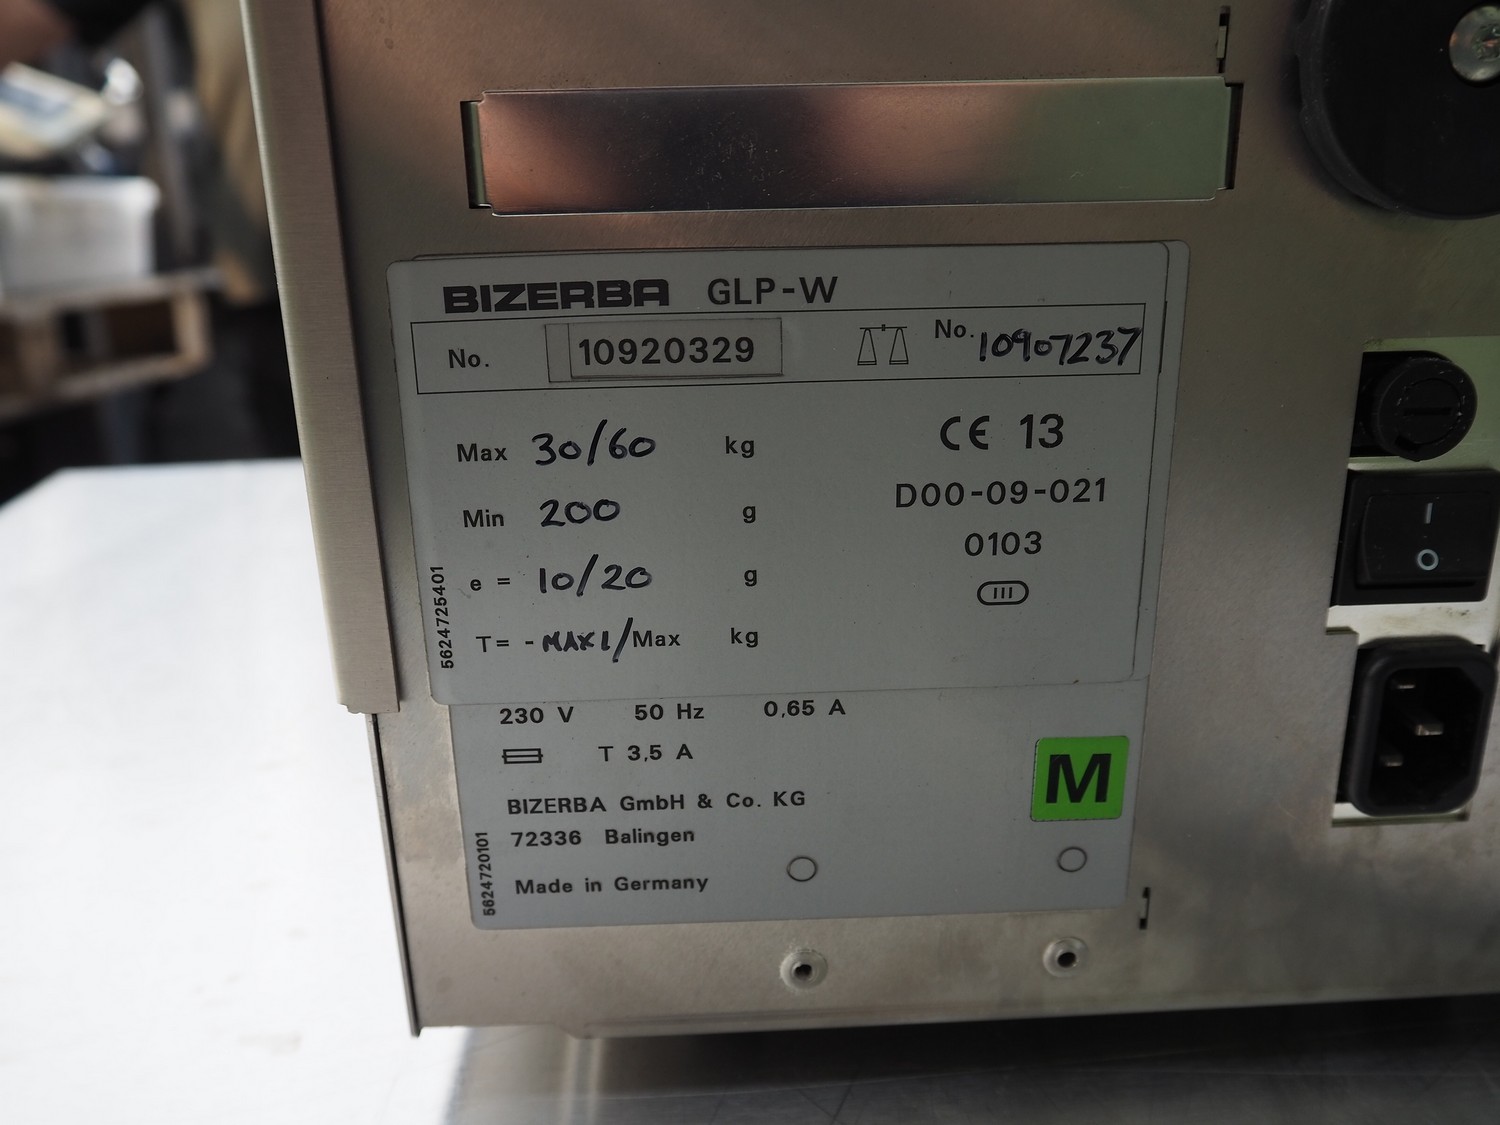 BIZERBA GLP-W
No. 10920329 No. 10907237
Max 30/60 kg
CE 13
Min 200 g
D00-09-021
e = 10/20 g
0103
III
T= -MAX1/Max kg
5624725401
230 V 50 Hz 0,65 A
T 3,5 A
M
BIZERBA GmbH & Co. KG
72336 Balingen
Made in Germany
5624720101
I
O